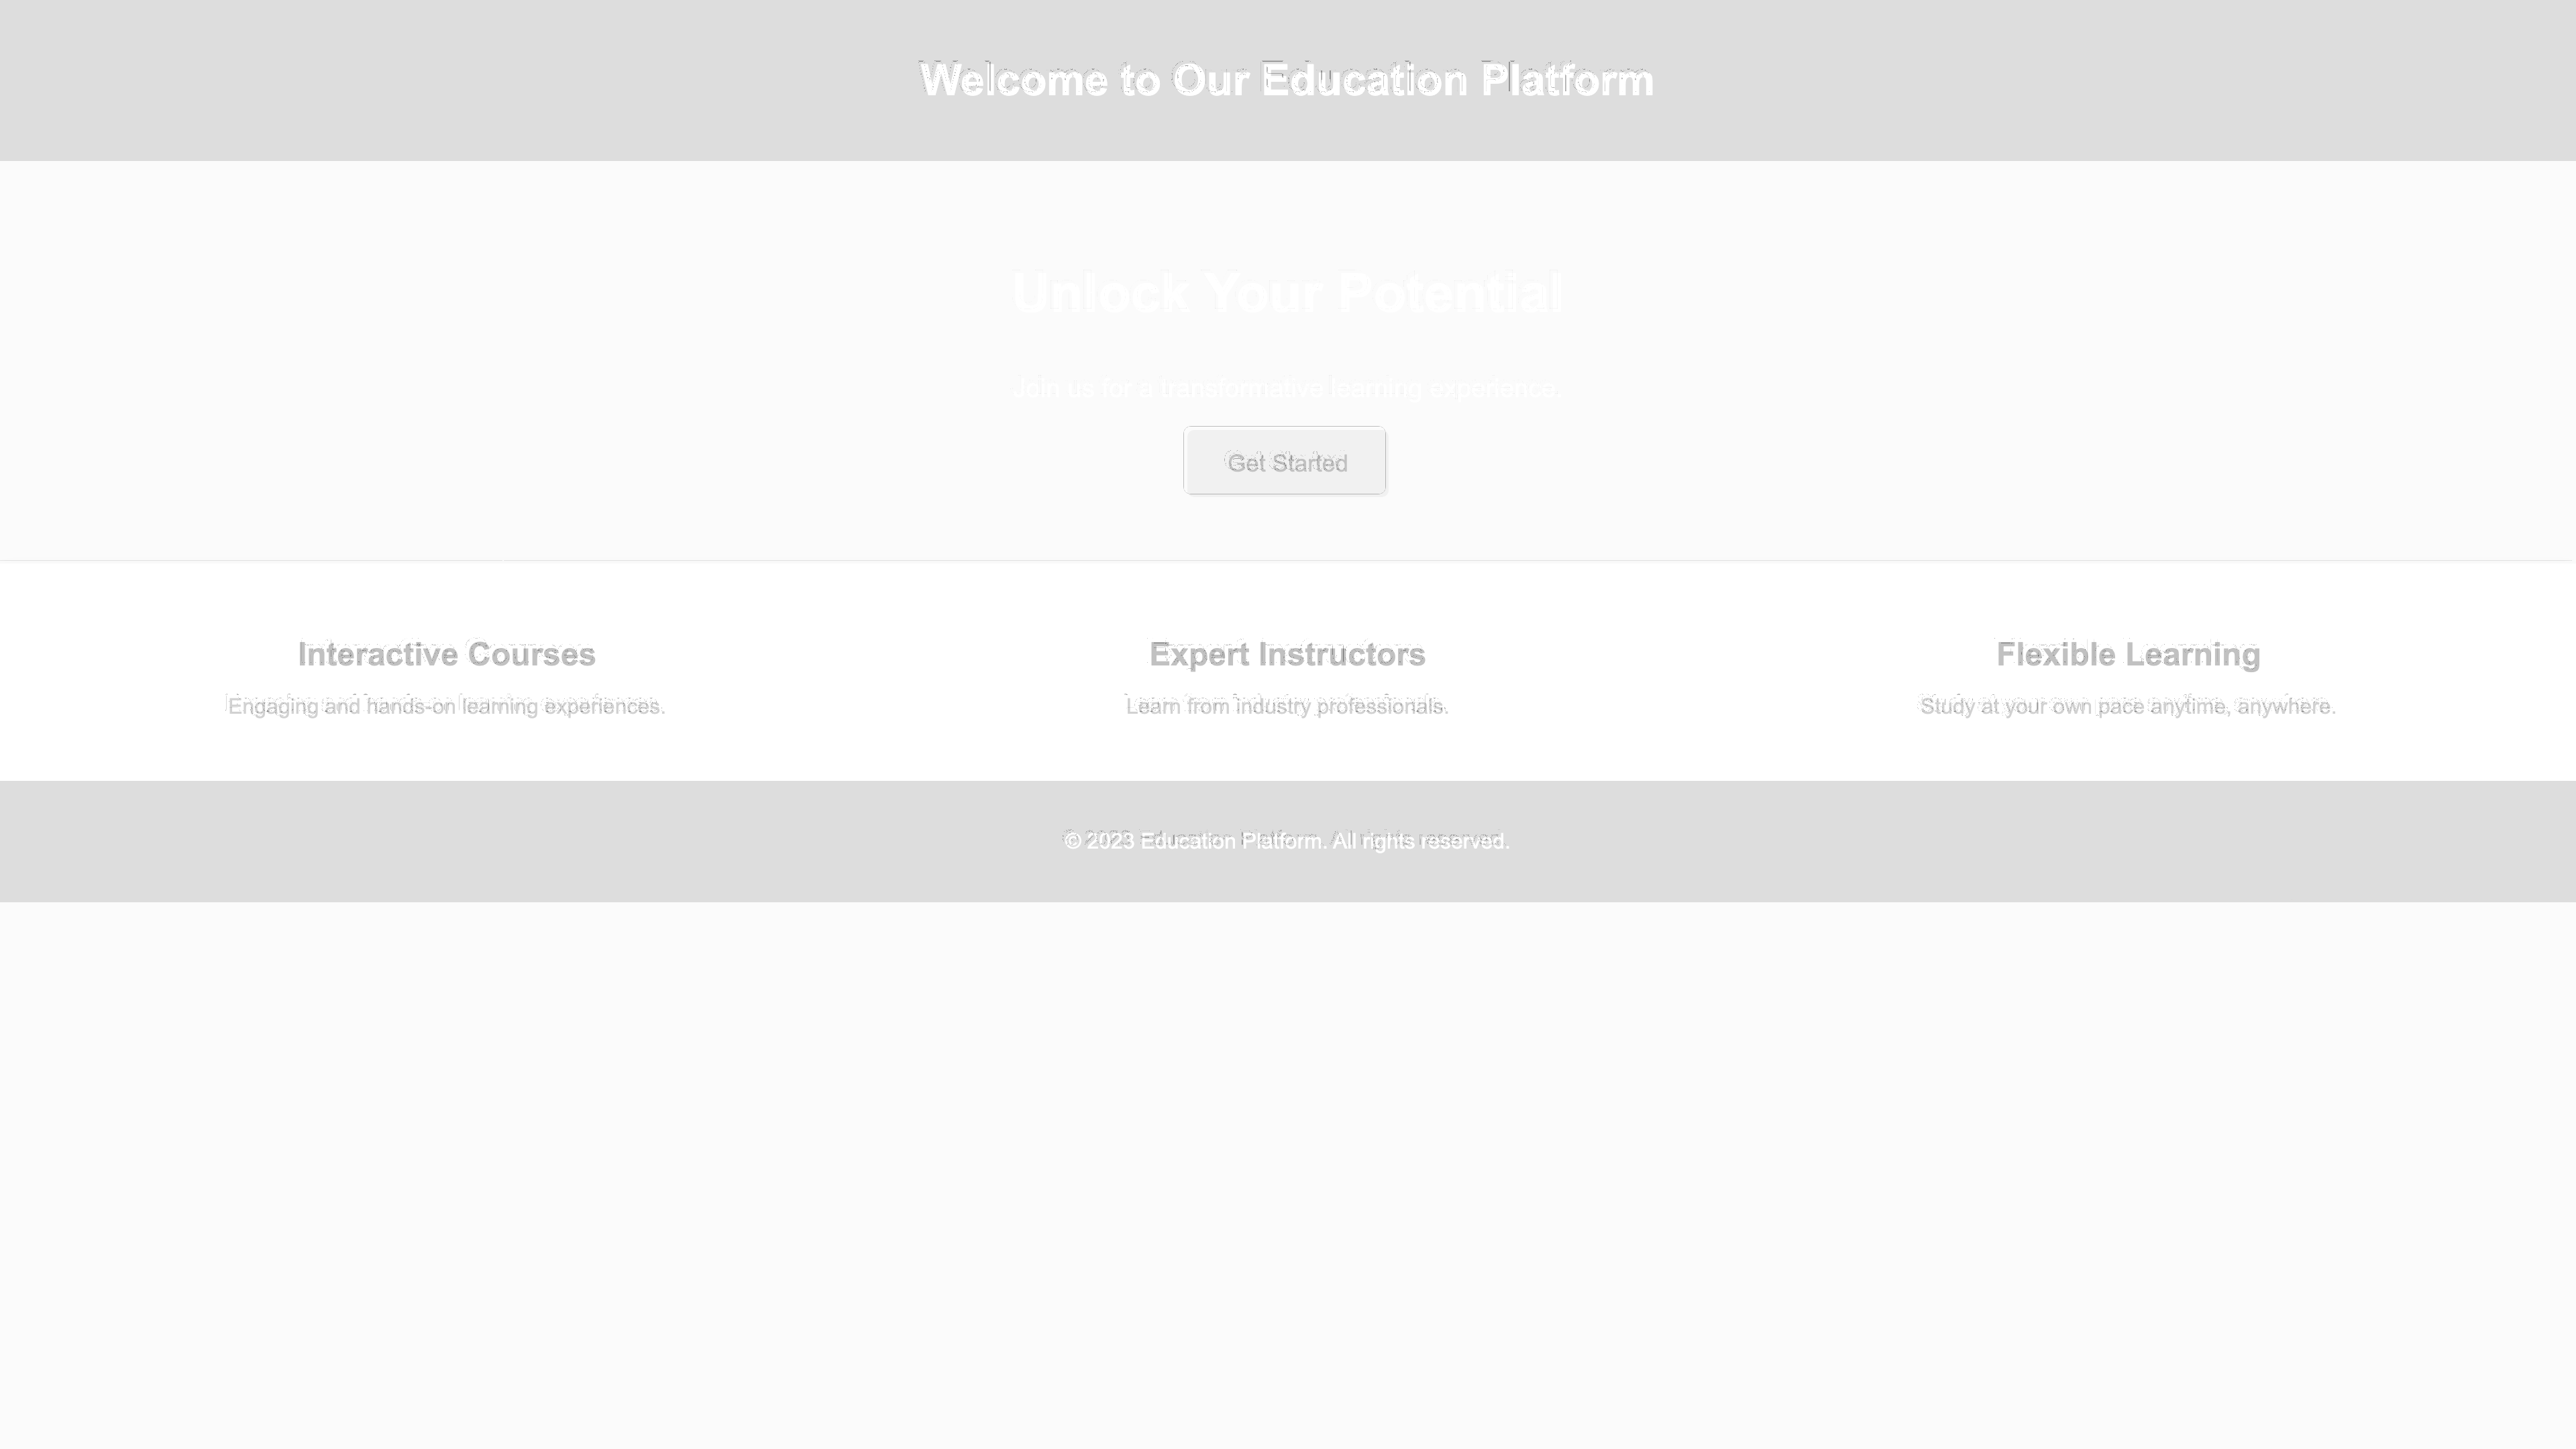 Welcome to Our Education Platform
Unlock Your Potential
Join us for a transformative learning experience.
Get Started
Interactive Courses
Engaging and hands-on learning experiences.
Expert Instructors
Learn from industry professionals.
Flexible Learning
Study at your own pace anytime, anywhere.
© 2023 Education Platform. All rights reserved.